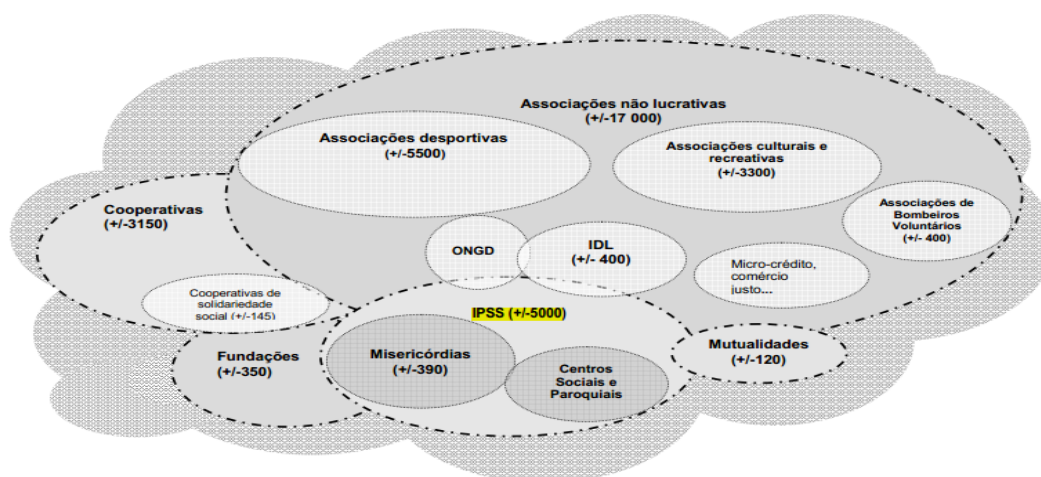 Associações não lucrativas
(+/-17 000)
Associações desportivas
(+/-5500)
Associações culturais e
recreativas
(+/-3300)
Cooperativas
(+/-3150)
Associações de
Bombeiros
Voluntários
(+/- 400)
ONGD
IDL
(+/- 400)
Micro-crédito,
comércio
justo...
Cooperativas de
solidariedade
social (+/-145)
IPSS (+/-5000)
Fundações
(+/-350)
Misericórdias
(+/-390)
Mutualidades
(+/-120)
Centros
Sociais e
Paroquiais